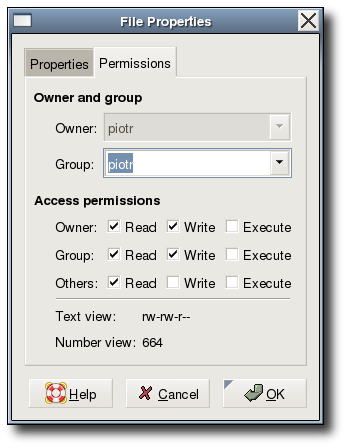 File Properties
Properties Permissions
Owner and group
Owner: piotr
Group: piotr
Access permissions
Owner: Read Write Execute
Group: Read Write Execute
Others: Read Write Execute
Text view: rw-rw-r--
Number view: 664
Help Cancel OK